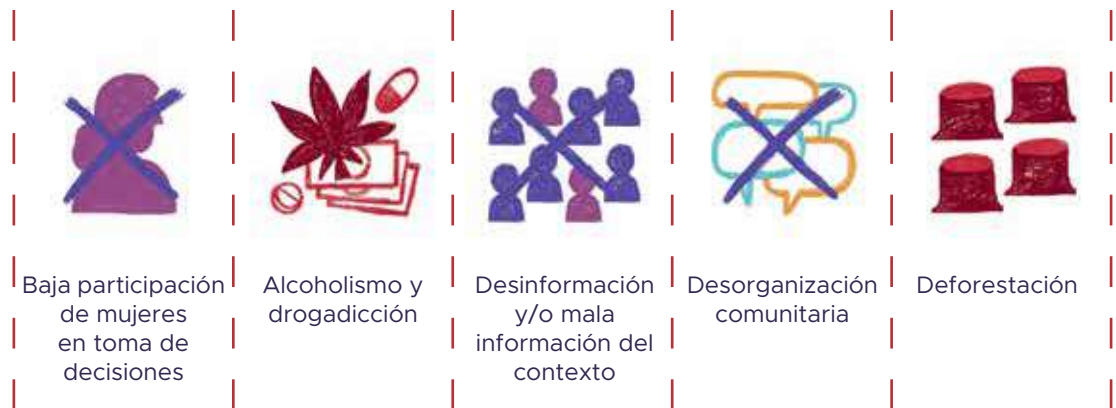 Baja participación
de mujeres
en toma de
decisiones
Alcoholismo y
drogadicción
Desinformación
y/o mala
información del
contexto
Desorganización
comunitaria
Deforestación